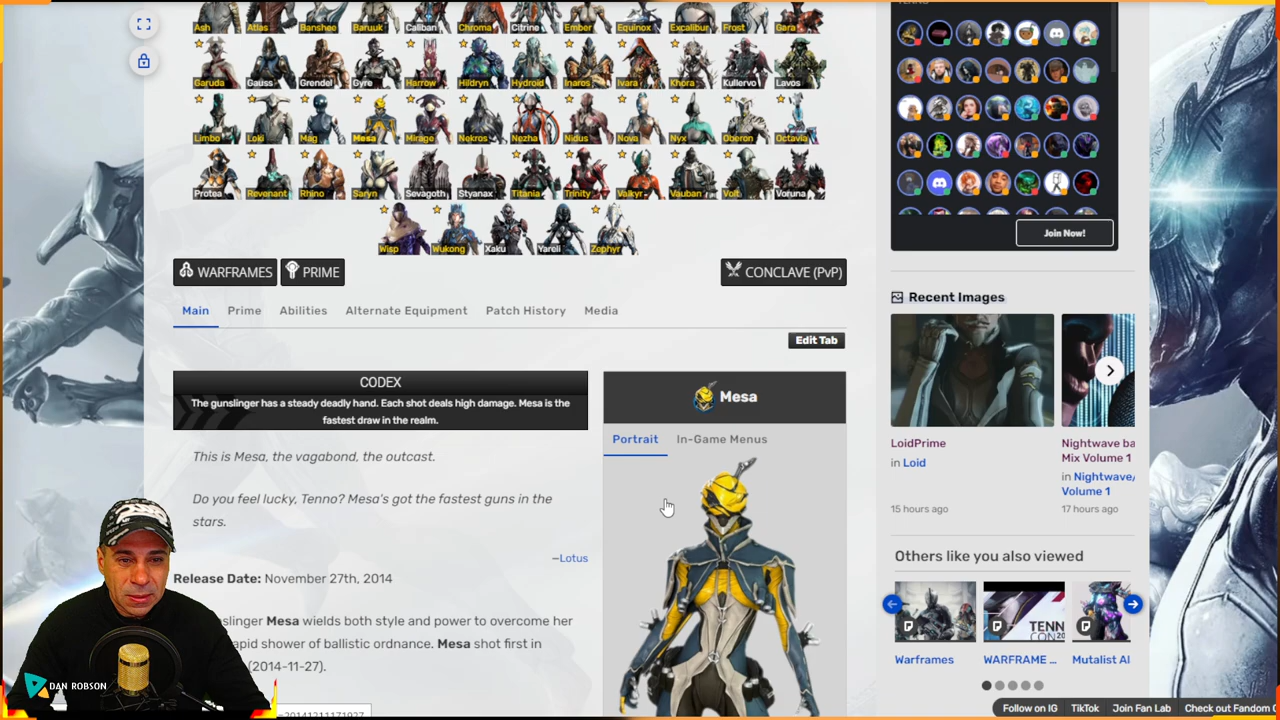 Ash Atlas Banshee Baruuk Caliban Chroma Citrine Ember Equinox Excalibur Frost Gara
Garuda Gauss Grendel Gyre Harrow Hildryn Hydroid Inaros Ivara Khora Kullervo Lavos
Limbo Loki Mag Mesa Mirage Nekros Nezha Nidus Nova Nyx Oberon Octavia
Protea Revenant Rhino Saryn Sevagoth Styanax Titania Trinity Valkyr Vauban Volt Voruna
Wisp Wukong Xaku Yareli Zephyr
WARFRAMES PRIME CONCLAVE (PvP)
Main Prime Abilities Alternate Equipment Patch History Media
Edit Tab
CODEX
The gunslinger has a steady deadly hand. Each shot deals high damage. Mesa is the
fastest draw in the realm.
This is Mesa, the vagabond, the outcast.
Do you feel lucky, Tenno? Mesa's got the fastest guns in the
stars.
—Lotus
Release Date: November 27th, 2014
slinger Mesa wields both style and power to overcome her
apid shower of ballistic ordnance. Mesa shot first in
(2014-11-27).
=20141211171927
Mesa
Portrait In-Game Menus
Join Now!
Recent Images
LoidPrime
in Loid
15 hours ago
Nightwave ba
Mix Volume 1
in Nightwave/
Volume 1
17 hours ago
Others like you also viewed
TENN
CON20
Warframes
WARFRAME ...
Mutalist Al
Follow on IG TikTok Join Fan Lab Check out Fandom
DAN ROBSON